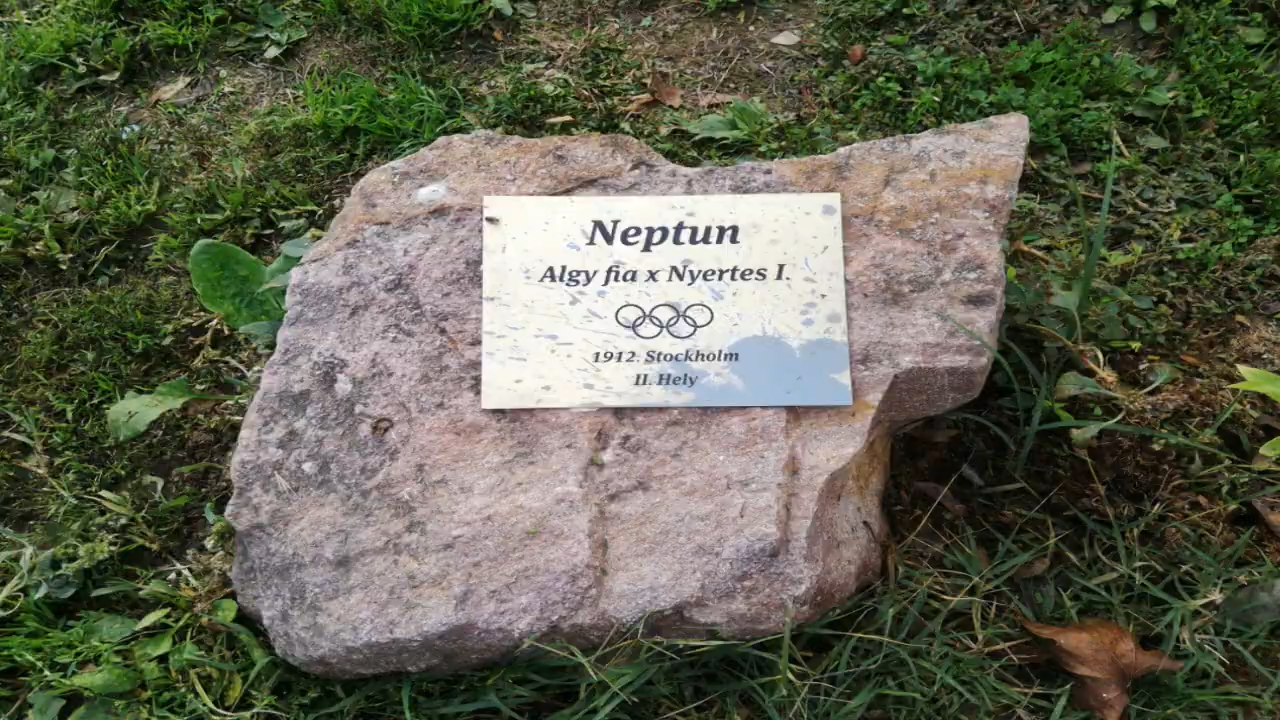 Neptun
Algy fia x Nyertes I.
1912. Stockholm
II. Hely